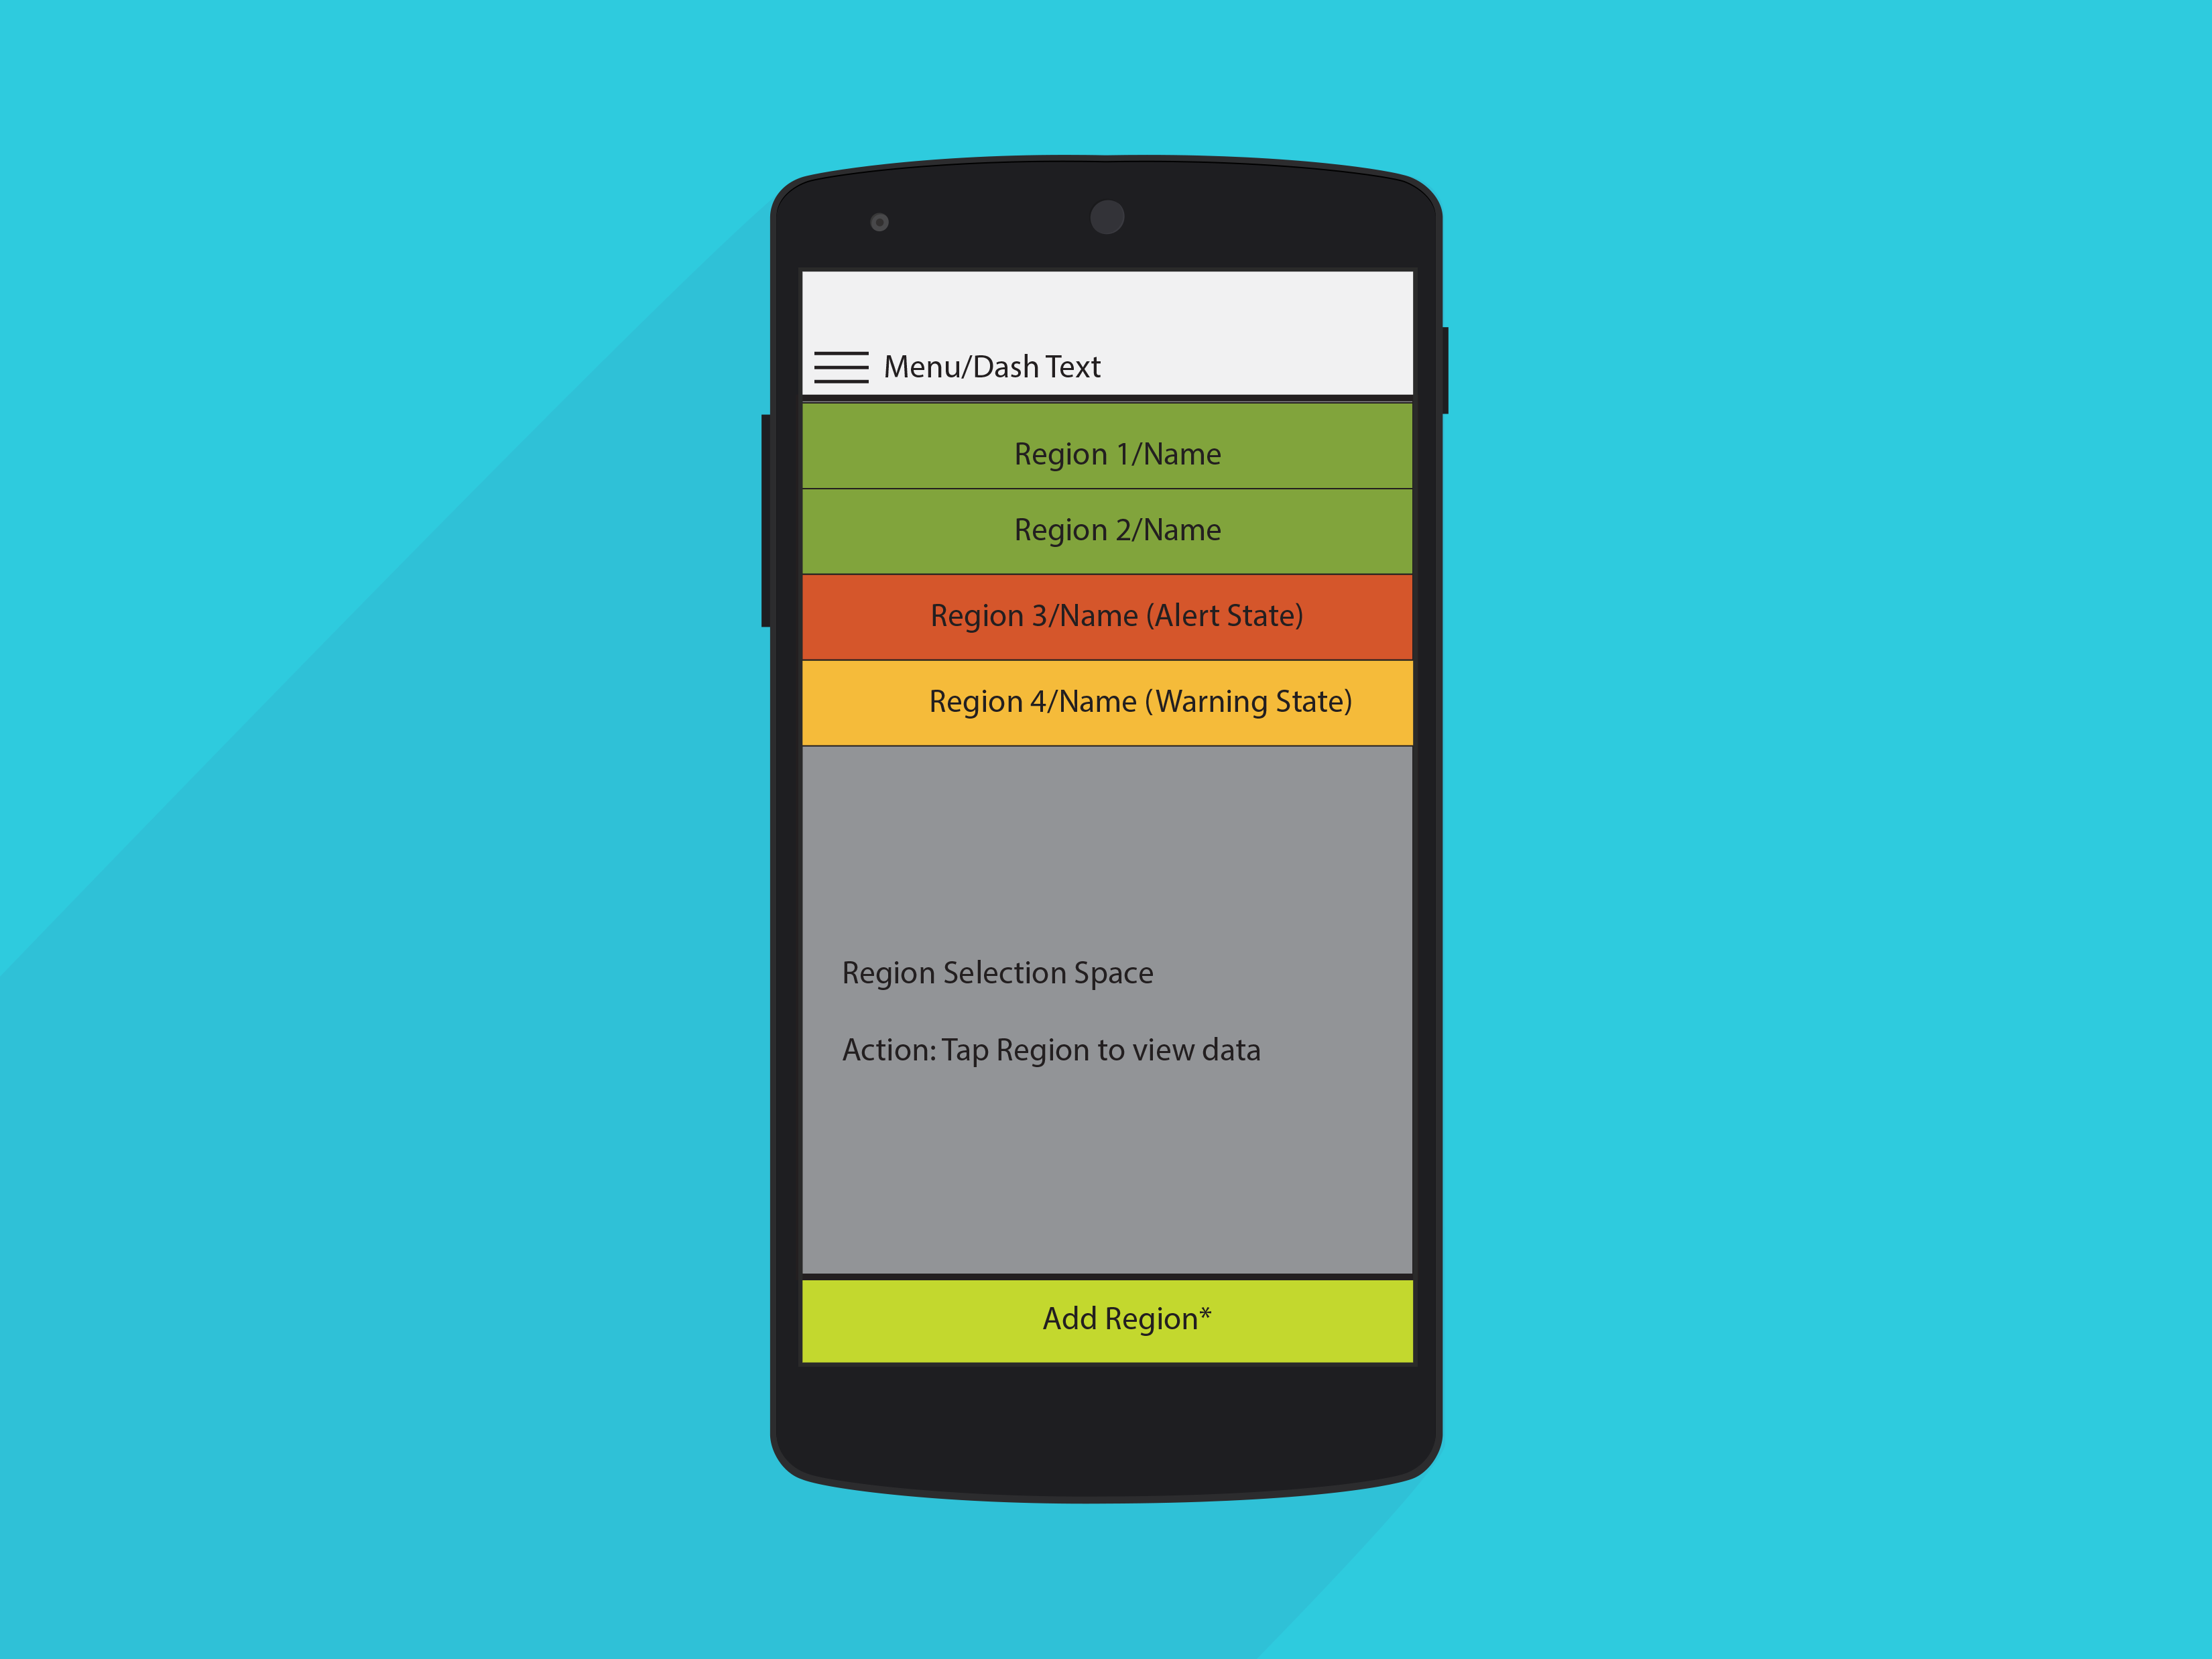 Menu/Dash Text
Region 1/Name
Region 2/Name
Region 3/Name (Alert State)
Region 4/Name (Warning State)
Region Selection Space
Action: Tap Region to view data
Add Region*